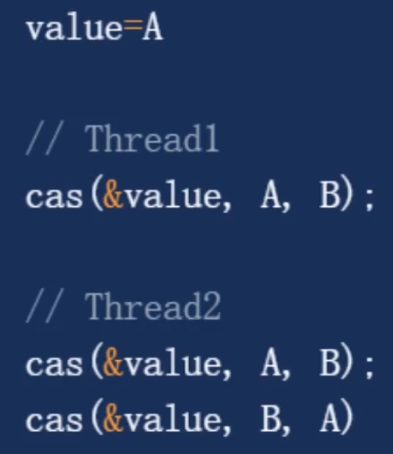 value=A
// Thread1
cas(&value, A, B);
// Thread2
cas(&value, A, B);
cas(&value, B, A)